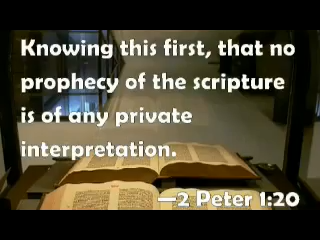 Knowing this first, that no
prophecy of the scripture
is of any private
interpretation.
—2 Peter 1:20